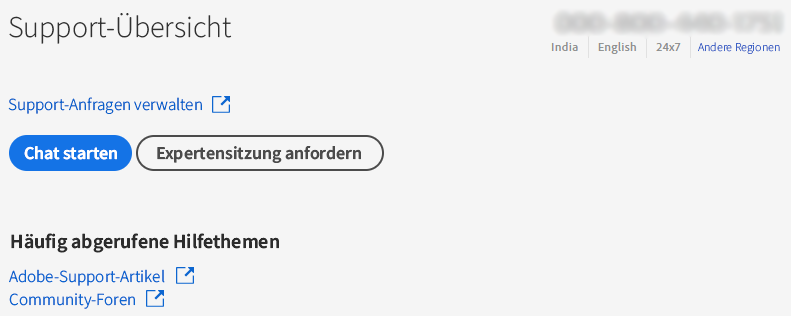 Support-Übersicht
India English 24x7 Andere Regionen
Support-Anfragen verwalten
Chat starten Expertensitzung anfordern
Häufig abgerufene Hilfethemen
Adobe-Support-Artikel
Community-Foren